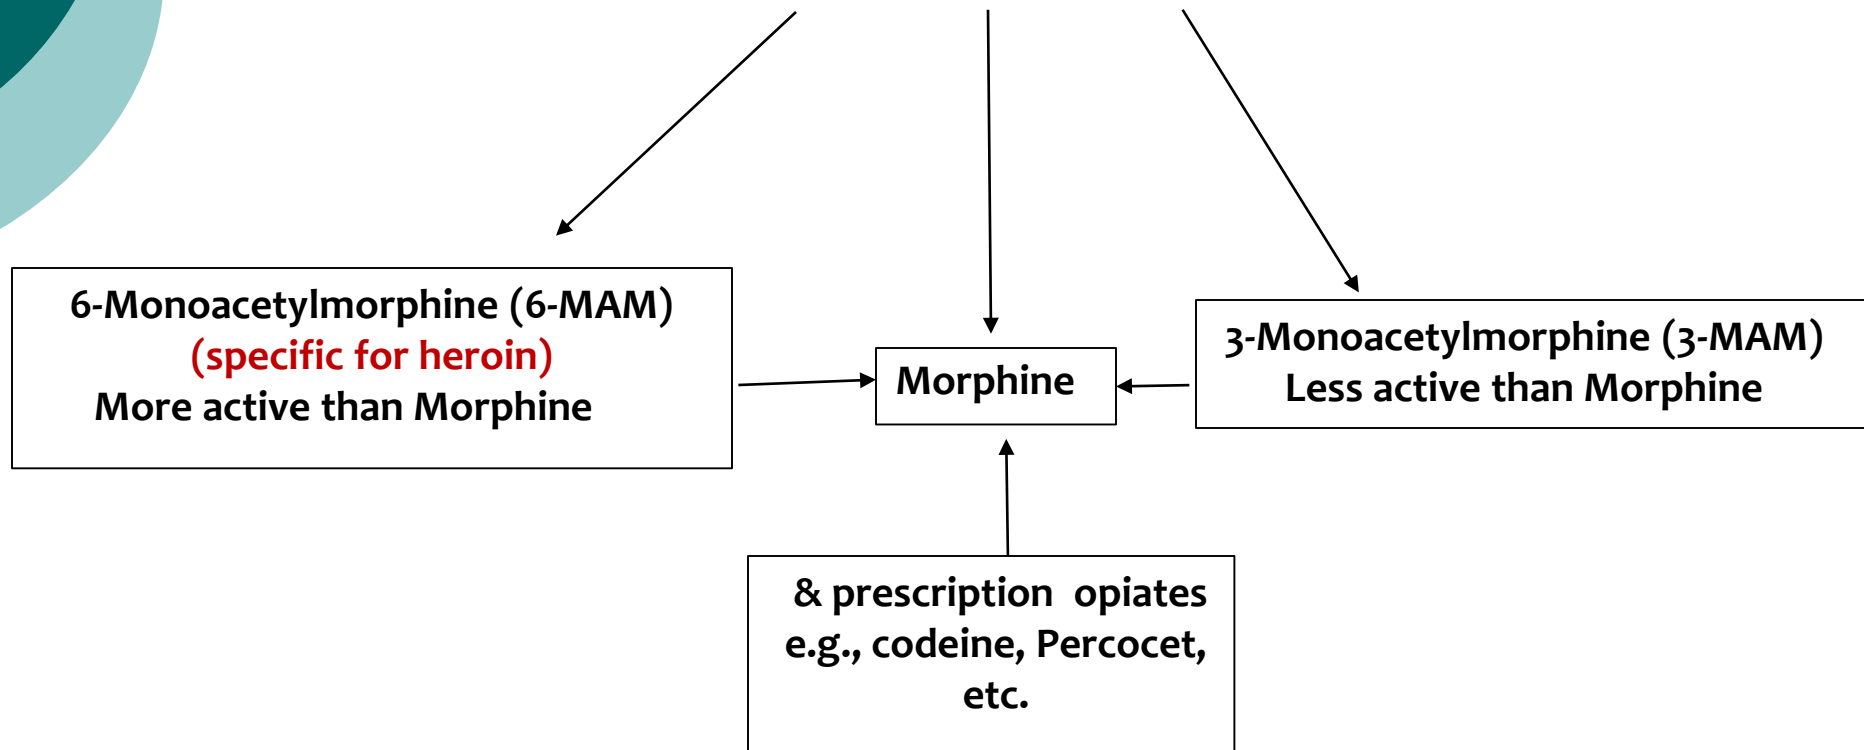 6-Monoacetylmorphine (6-MAM)
(specific for heroin)
More active than Morphine
Morphine
3-Monoacetylmorphine (3-MAM)
Less active than Morphine
& prescription opiates
e.g., codeine, Percocet,
etc.